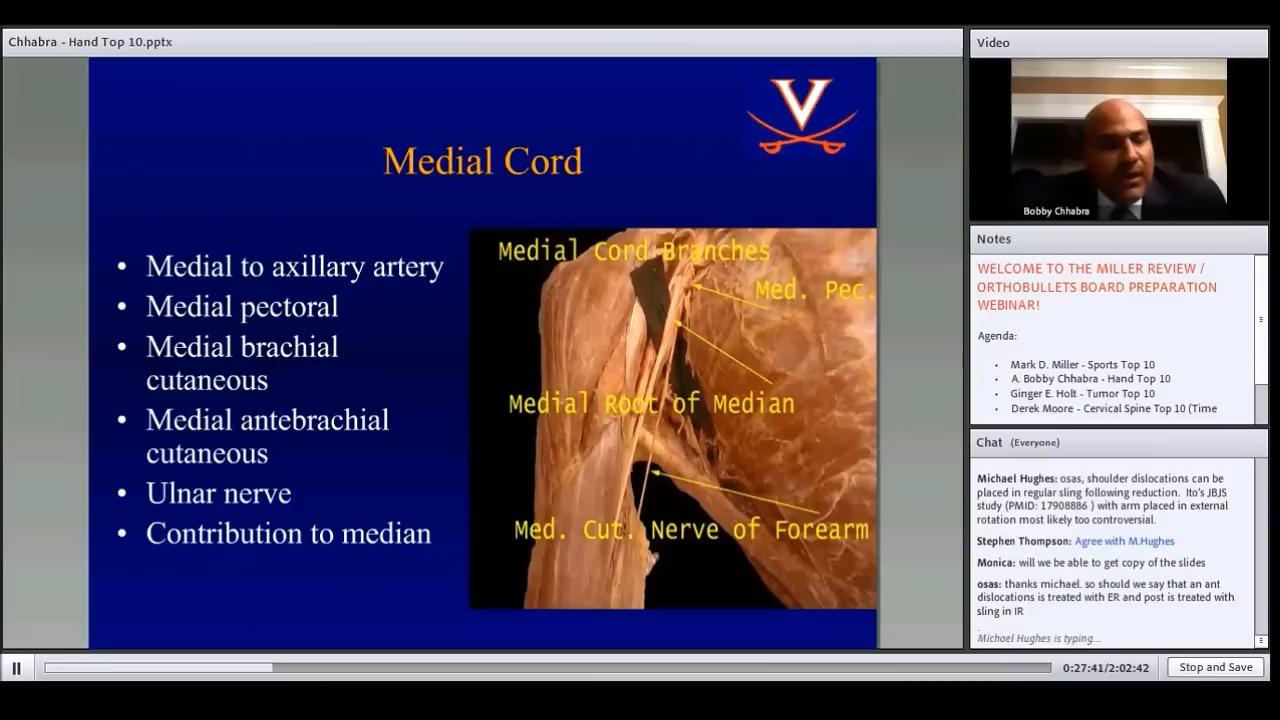 Chhabra - Hand Top 10.pptx
V
Medial Cord
• Medial to axillary artery
• Medial pectoral
• Medial brachial
cutaneous
• Medial antebrachial
cutaneous
• Ulnar nerve
• Contribution to median
Medial Cord Branches
Med. Pec.
Medial Root of Median
Med. Cut. Nerve of Forearm
Video
Bobby Chhabra
Notes
WELCOME TO THE MILLER REVIEW /
ORTHOBULLETS BOARD PREPARATION
WEBINAR!
Agenda:
• Mark D. Miller - Sports Top 10
• A. Bobby Chhabra - Hand Top 10
• Ginger E. Holt - Tumor Top 10
• Derek Moore - Cervical Spine Top 10 (Time
Chat (Everyone)
Michael Hughes: osas, shoulder dislocations can be
placed in regular sling following reduction. Ito's JBJS
study (PMID: 17908886 ) with arm placed in external
rotation most likely too controversial.
Stephen Thompson: Agree with M.Hughes
Monica: will we be able to get copy of the slides
osas: thanks michael. so should we say that an ant
dislocations is treated with ER and post is treated with
sling in IR
Michael Hughes is typing...
0:27:41/2:02:42
Stop and Save